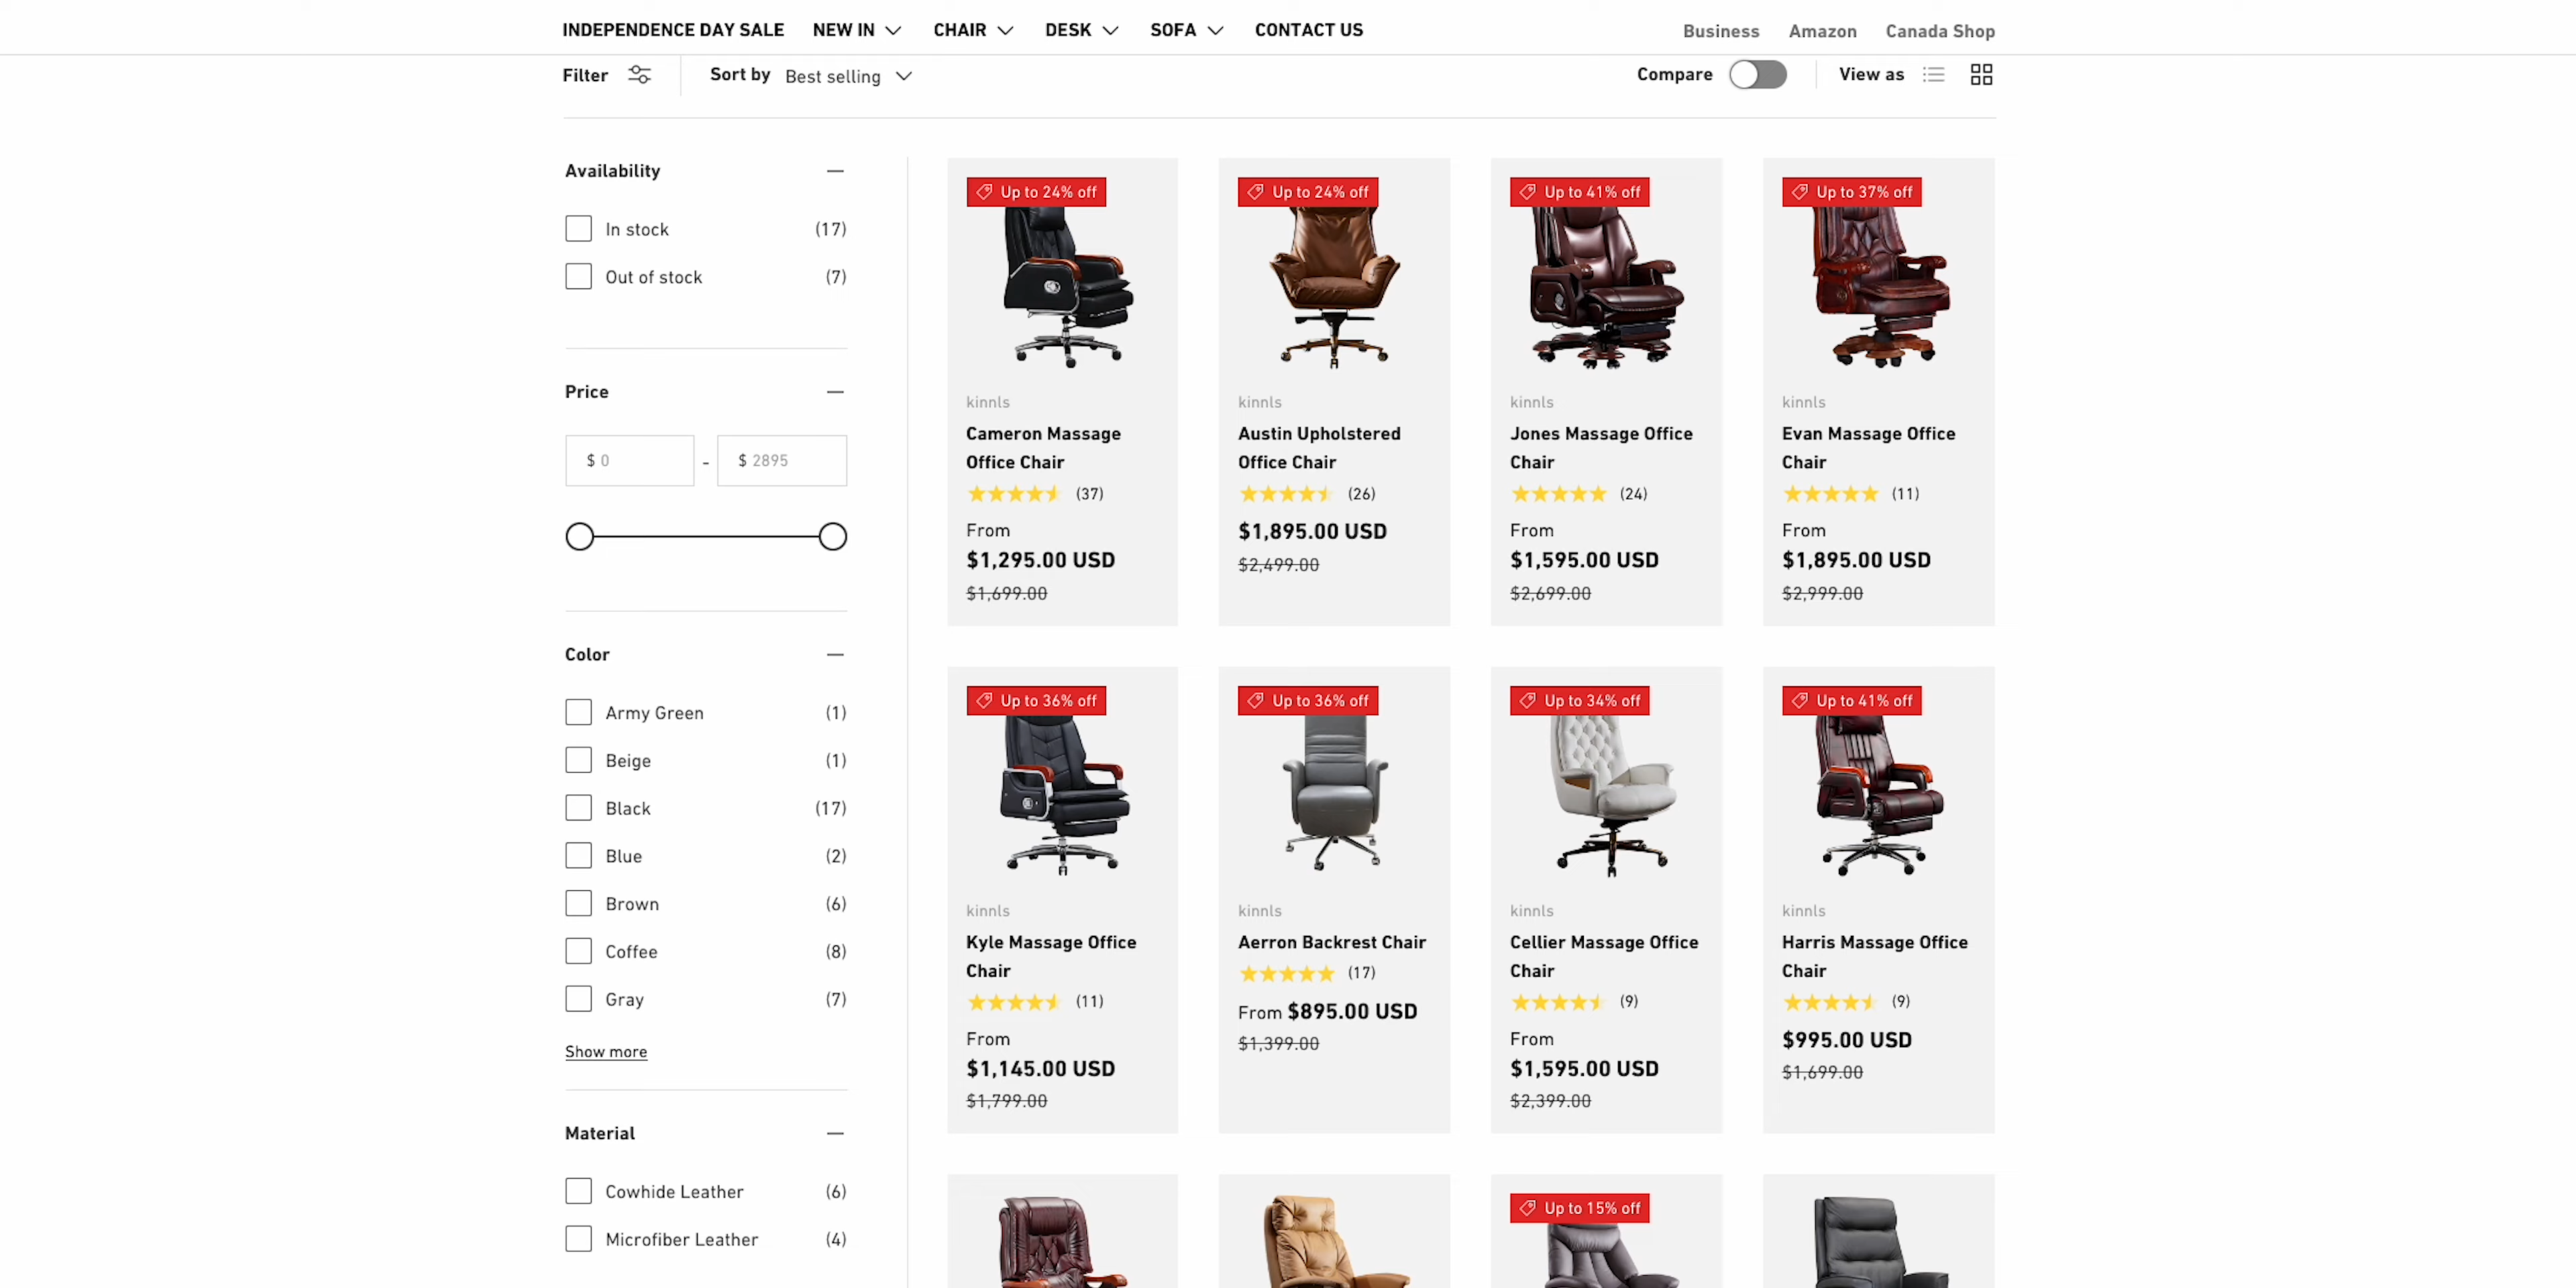 INDEPENDENCE DAY SALE NEW IN CHAIR DESK SOFA CONTACT US Business Amazon Canada Shop
Filter Sort by Best selling Compare View as
Availability
In stock (17)
Out of stock (7)
Price
$ 0 - $ 2895
Color
Army Green (1)
Beige (1)
Black (17)
Blue (2)
Brown (6)
Coffee (8)
Gray (7)
Show more
Material
Cowhide Leather (6)
Microfiber Leather (4)
Up to 24% off
kinnls
Cameron Massage
Office Chair
(37)
From
$1,295.00 USD
$1,699.00
Up to 24% off
kinnls
Austin Upholstered
Office Chair
(26)
$1,895.00 USD
$2,499.00
Up to 41% off
kinnls
Jones Massage Office
Chair
(24)
From
$1,595.00 USD
$2,699.00
Up to 37% off
kinnls
Evan Massage Office
Chair
(11)
From
$1,895.00 USD
$2,999.00
Up to 36% off
kinnls
Kyle Massage Office
Chair
(11)
From
$1,145.00 USD
$1,799.00
Up to 36% off
kinnls
Aerron Backrest Chair
(17)
From $895.00 USD
$1,399.00
Up to 34% off
kinnls
Cellier Massage Office
Chair
(9)
From
$1,595.00 USD
$2,399.00
Up to 41% off
kinnls
Harris Massage Office
Chair
(9)
$995.00 USD
$1,699.00
Up to 15% off